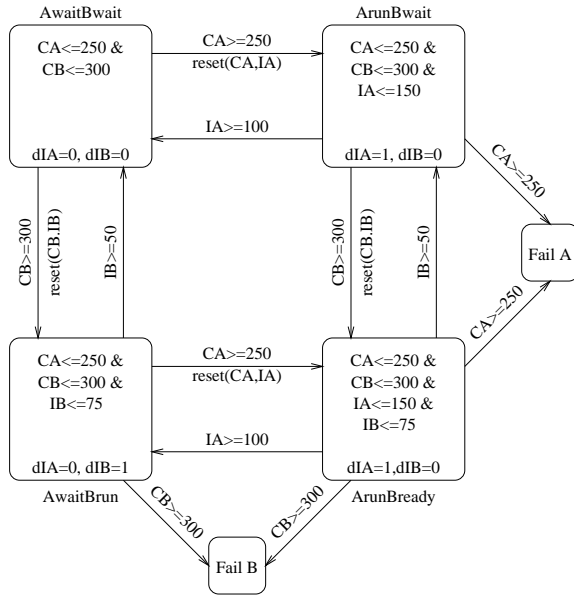 AwaitBwait
ArunBwait
CA<=250 &
CB<=300
dIA=0, dIB=0
CA>=250
reset(CA,IA)
IA>=100
CA<=250 &
CB<=300 &
IA<=150
dIA=1, dIB=0
CA>=250
CB>=300
reset(CB.IB)
IB>=50
CB>=300
reset(CB.IB)
IB>=50
Fail A
CA>=250
CA<=250 &
CB<=300 &
IB<=75
dIA=0, dIB=1
CA>=250
reset(CA,IA)
IA>=100
CA<=250 &
CB<=300 &
IA<=150 &
IB<=75
dIA=1,dIB=0
AwaitBrun
ArunBready
CB>=300
CB>=300
Fail B